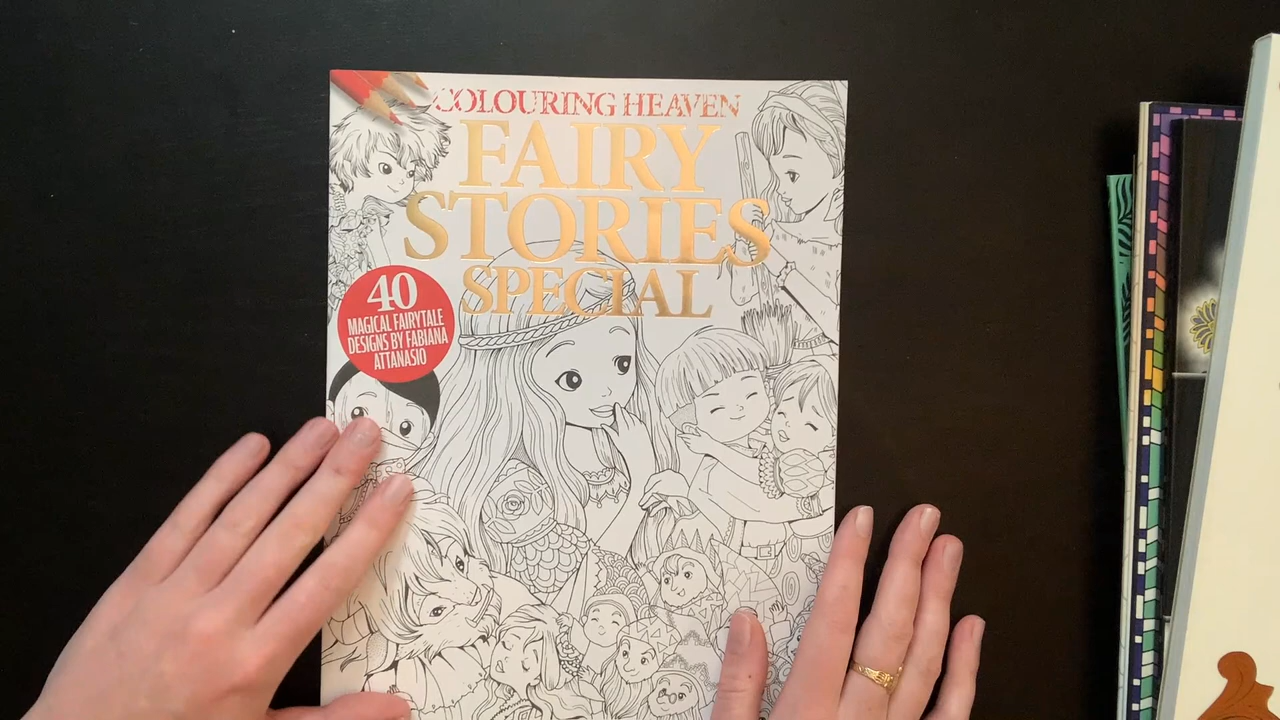 COLOURING HEAVEN
FAIRY
STORIES
SPECIAL
40
MAGICAL FAIRYTALE
DESIGNS BY FABIANA
ATTANASIO